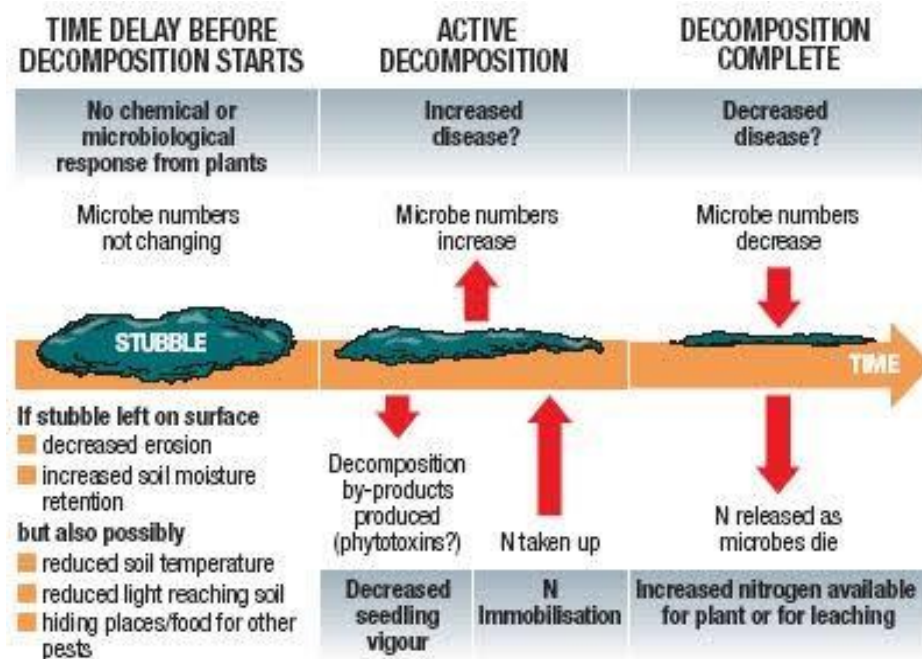 TIME DELAY BEFORE
DECOMPOSITION STARTS
ACTIVE
DECOMPOSITION
DECOMPOSITION
COMPLETE
No chemical or
microbiological
response from plants
Increased
disease?
Decreased
disease?
Microbe numbers
not changing
Microbe numbers
increase
Microbe numbers
decrease
STUBBLE
TIME
If stubble left on surface
decreased erosion
increased soil moisture
retention
but also possibly
reduced soil temperature
reduced light reaching soil
hiding places/food for other
pests
Decomposition
by-products
produced
(phytotoxins?)
N taken up
N released as
microbes die
Decreased
seedling
vigour
N
Immobilisation
Increased nitrogen available
for plant or for leaching